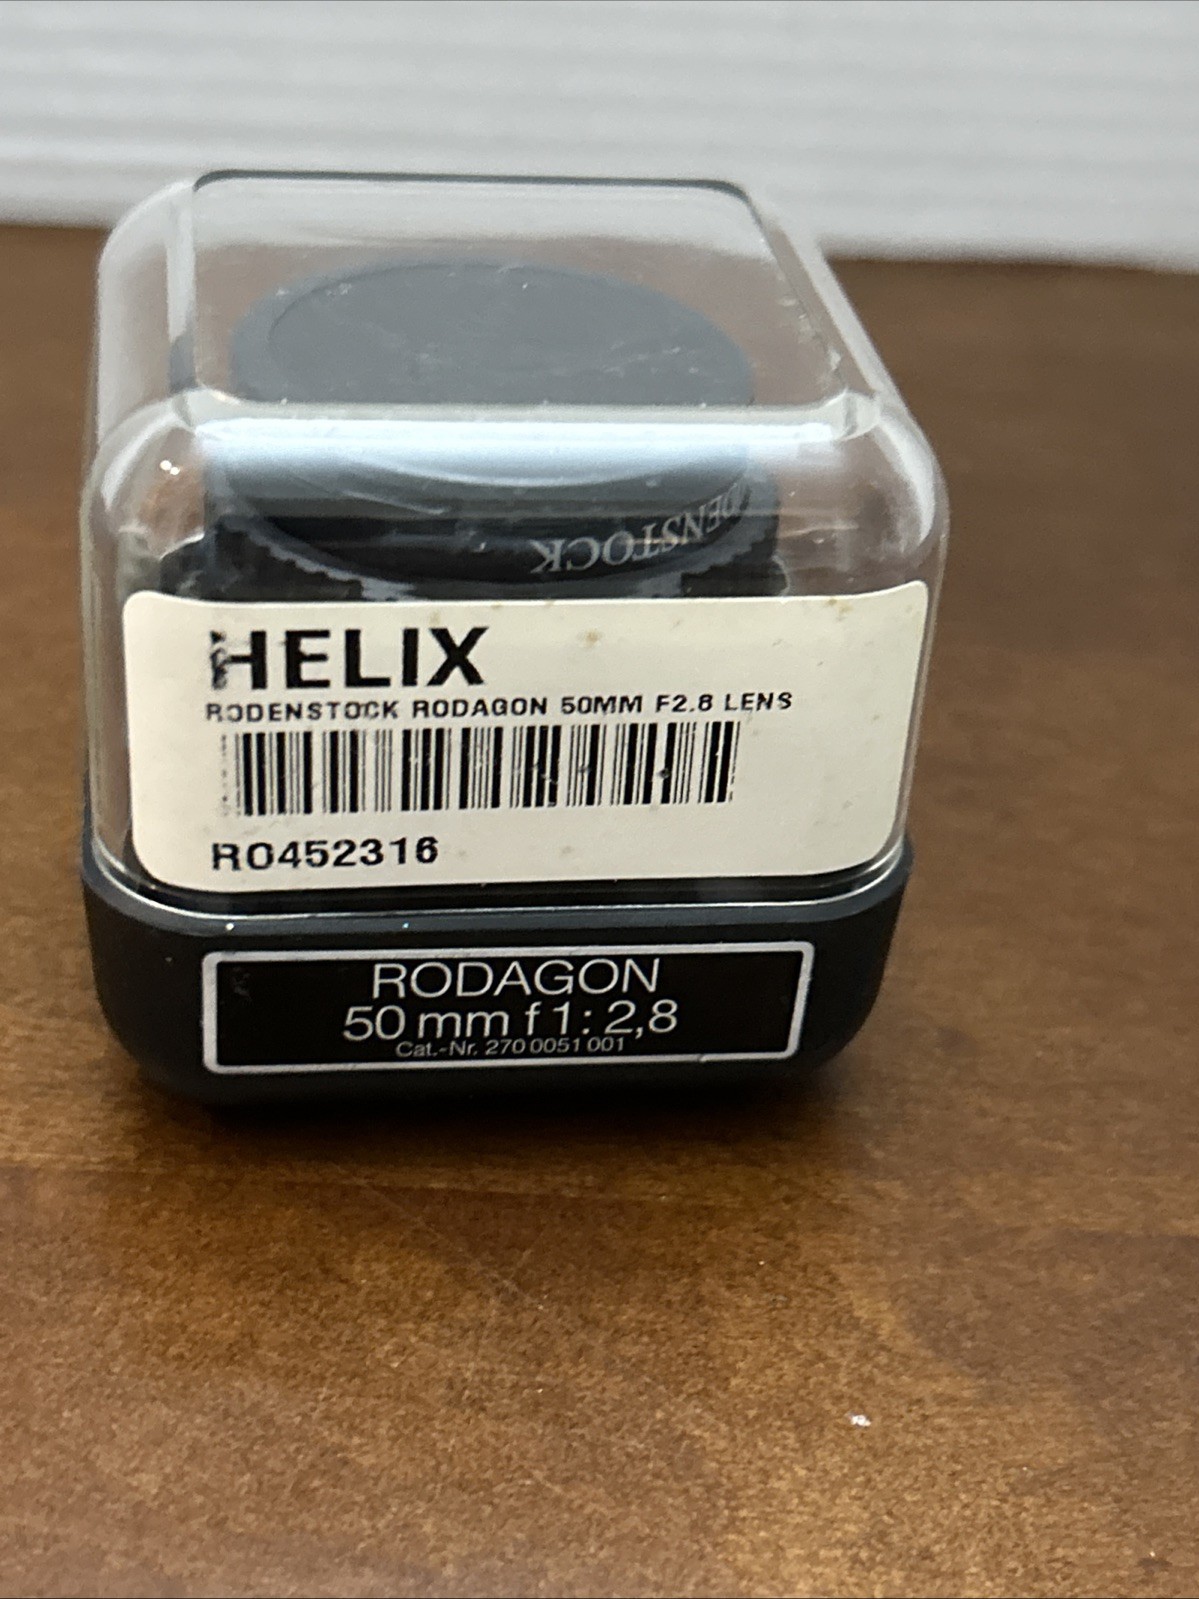 RODENSTOCK
HELIX
RODENSTOCK RODAGON 50MM F2.8 LENS
R0452316
RODAGON
50 mm f 1 : 2,8
Cat.-Nr. 270 0051 001